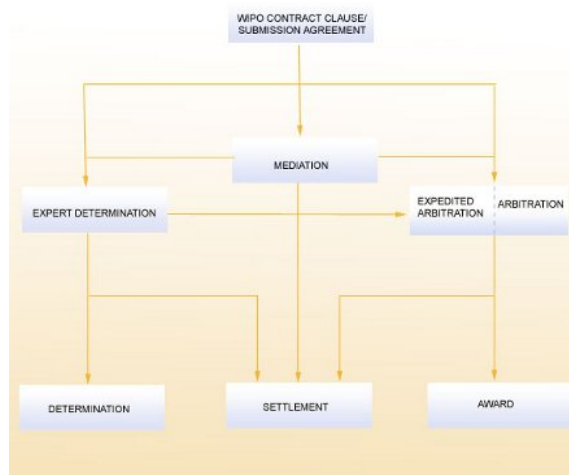 WIPO CONTRACT CLAUSE/
SUBMISSION AGREEMENT
MEDIATION
EXPERT DETERMINATION
EXPEDITED
ARBITRATION
ARBITRATION
DETERMINATION
SETTLEMENT
AWARD